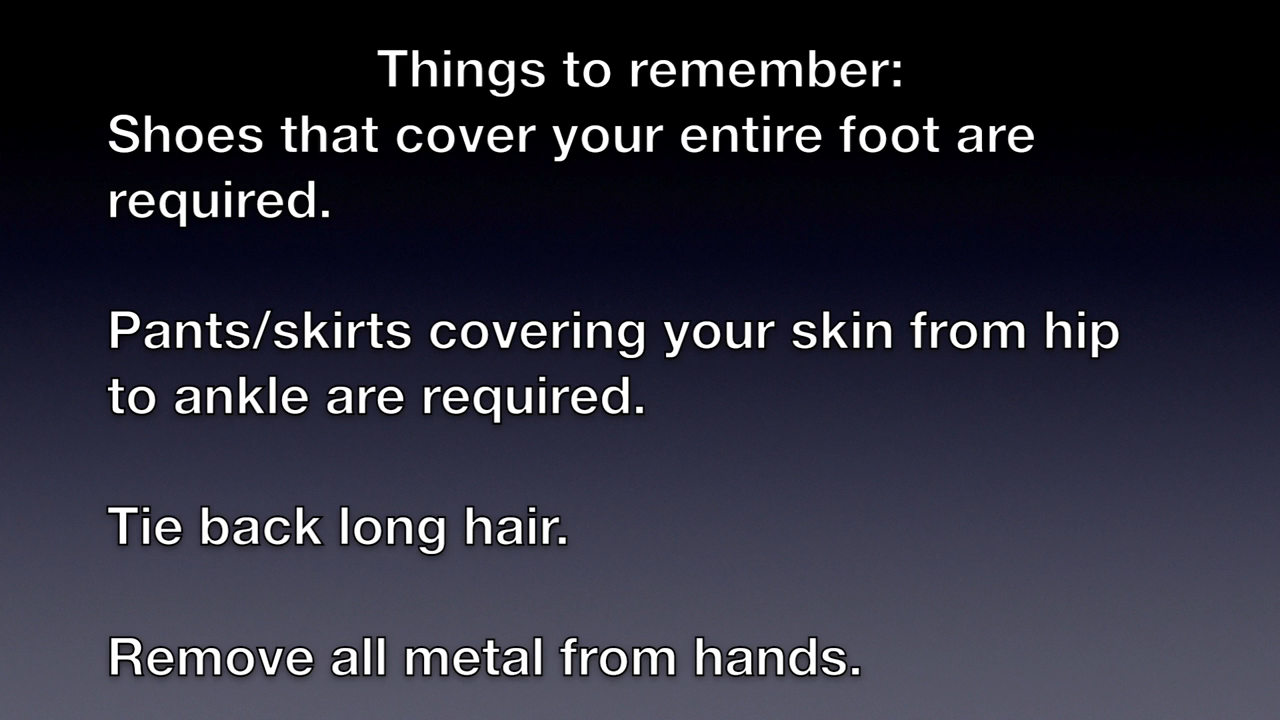 Things to remember:
Shoes that cover your entire foot are
required.
Pants/skirts covering your skin from hip
to ankle are required.
Tie back long hair.
Remove all metal from hands.